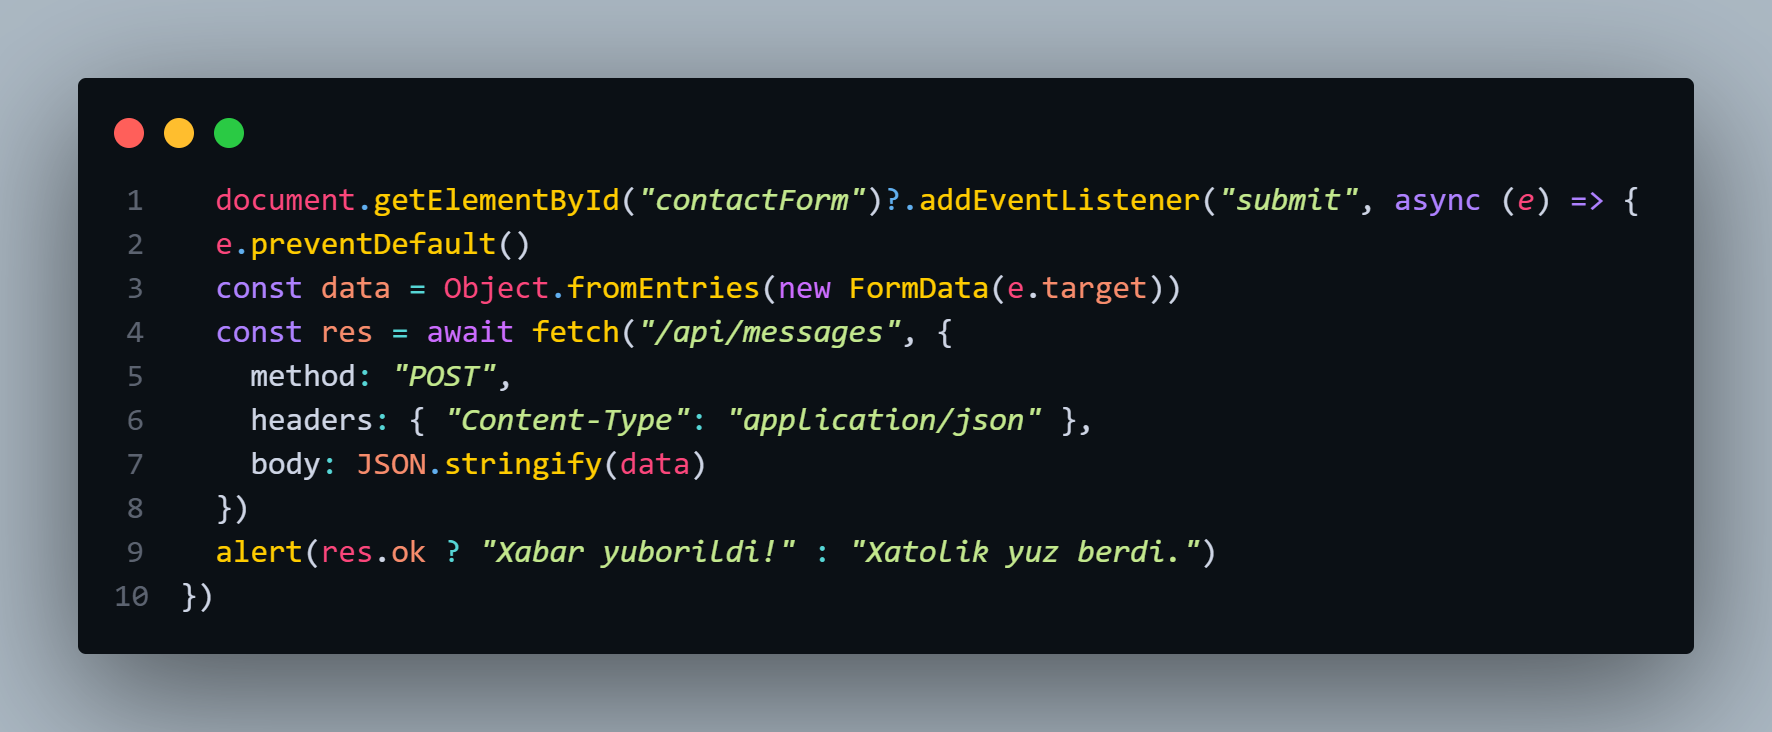 1 document.getElementById("contactForm")?.addEventListener("submit", async (e) => {
2 e.preventDefault()
3 const data = Object.fromEntries(new FormData(e.target))
4 const res = await fetch("/api/messages", {
5 method: "POST",
6 headers: { "Content-Type": "application/json" },
7 body: JSON.stringify(data)
8 })
9 alert(res.ok ? "Xabar yuborildi!" : "Xatolik yuz berdi.")
10 })